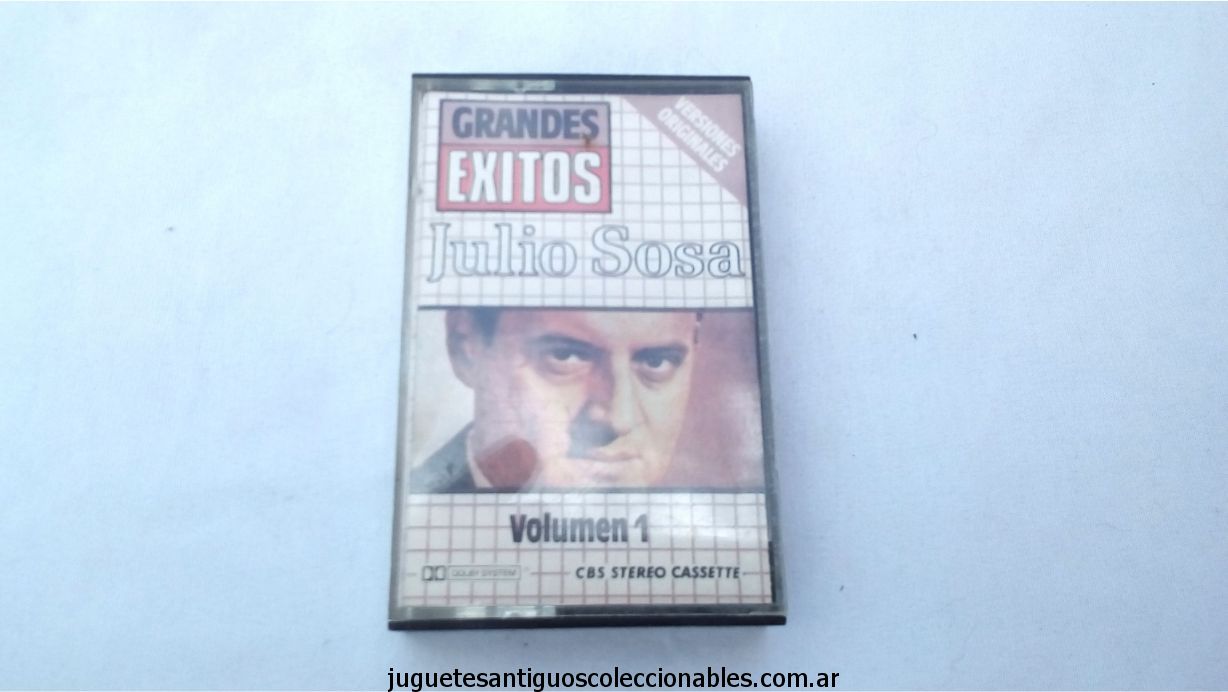 GRANDES
EXITOS
VERSIONES
ORIGINALES
Julio Sosa
Volumen 1
DOLBY SYSTEM
CBS STEREO CASSETTE
juguetesantiguoscoleccionables.com.ar